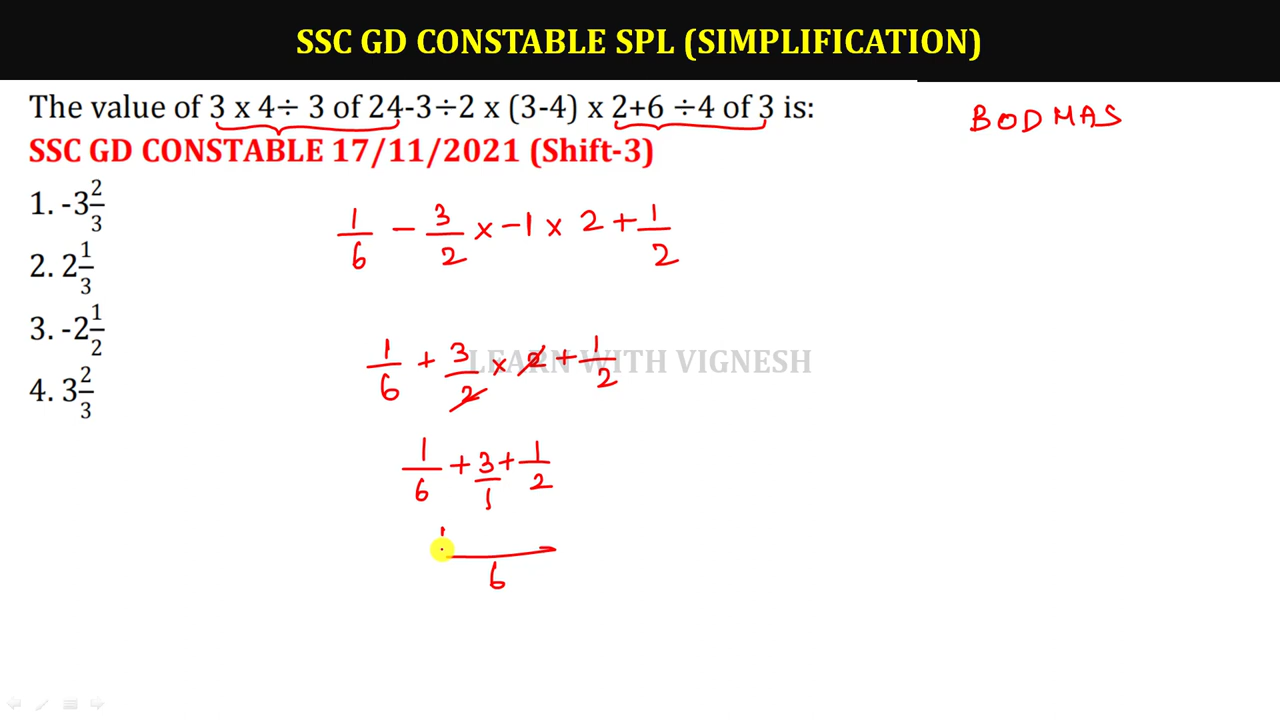 SSC GD CONSTABLE SPL (SIMPLIFICATION)
The value of 3 x 4÷ 3 of 24-3÷2 x (3-4) x 2+6 ÷4 of 3 is:
BODMAS
SSC GD CONSTABLE 17/11/2021 (Shift-3)
1. -3 2/3
2. 2 1/3
3. -2 1/2
4. 3 2/3
1/6 - 3/2 x -1 x 2 + 1/2
1/6 + 3/2 x 2 + 1/2
LEARN WITH VIGNESH
1/6 + 3/1 + 1/2
1/6